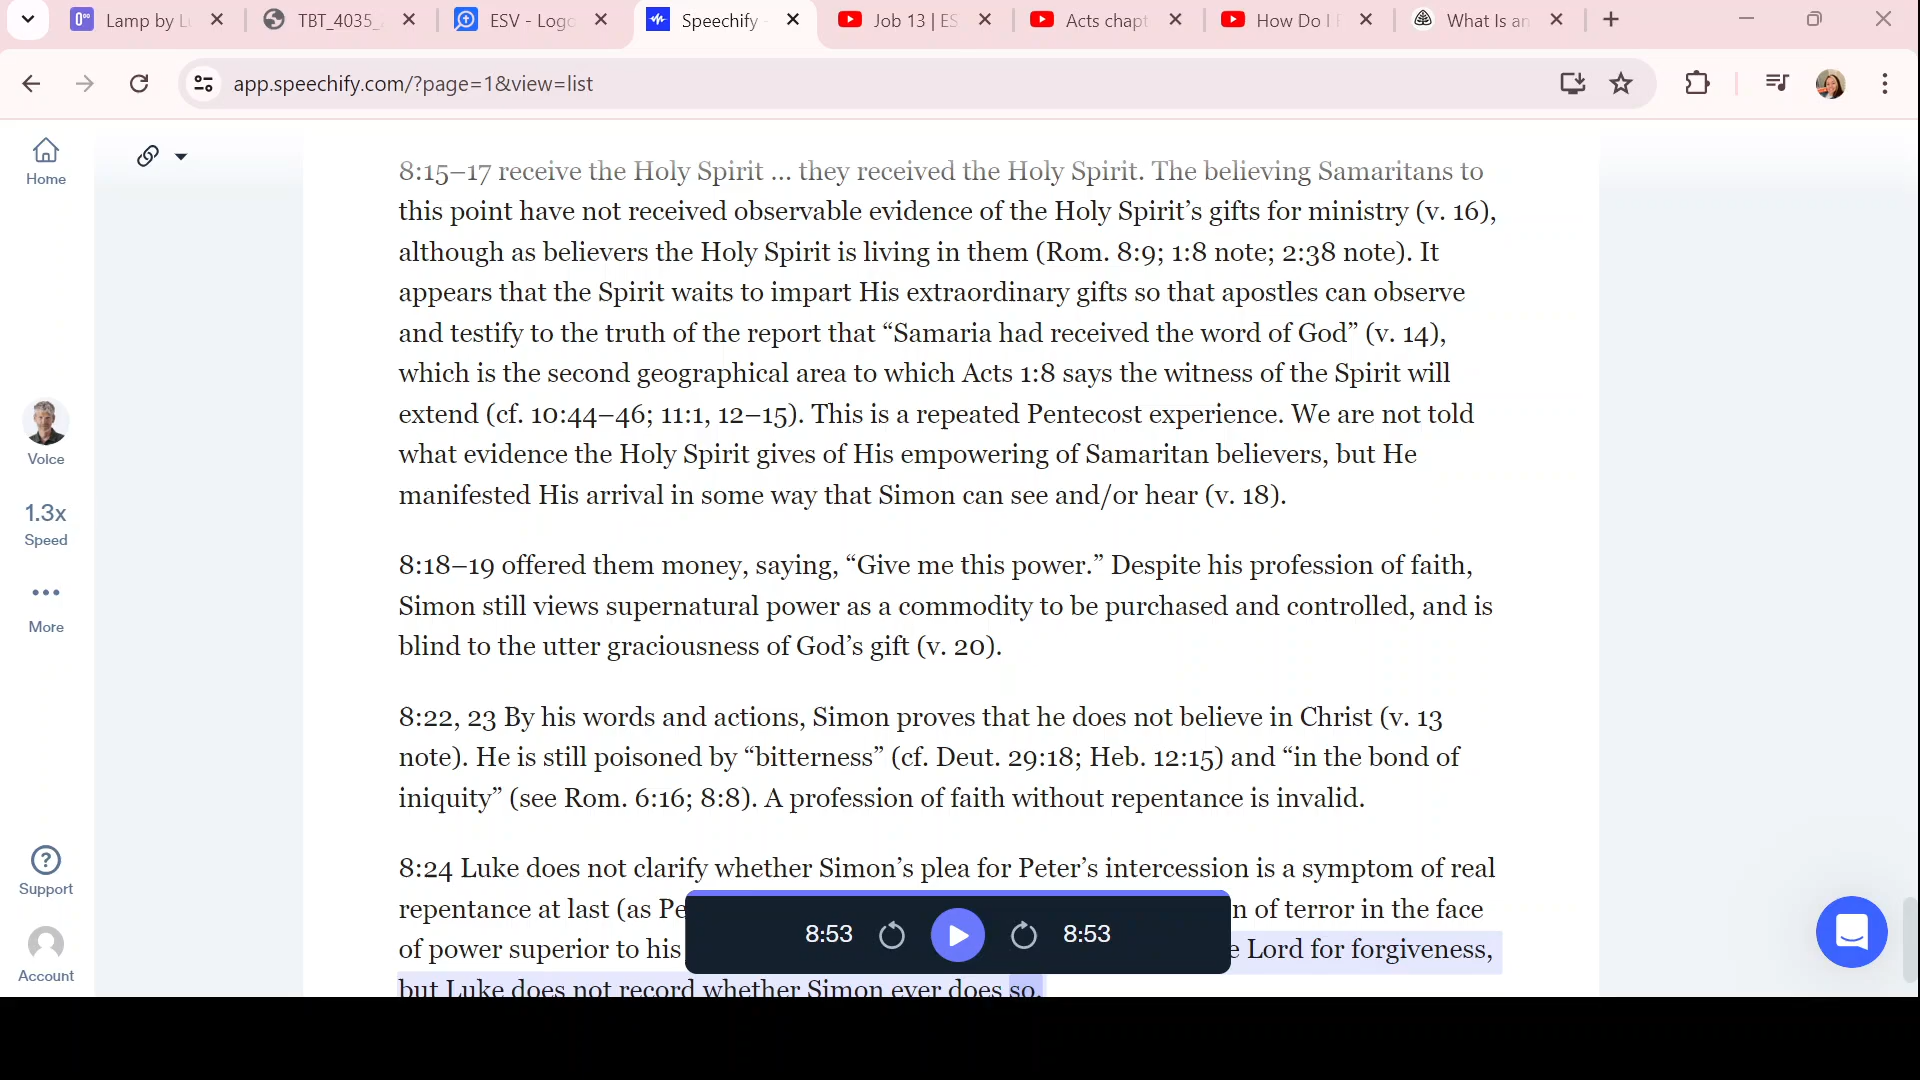 Lamp by L
TBT_4035_
ESV - Logo
Speechify
Job 13 | ES
Acts chapt
How Do I
What Is an
app.speechify.com/?page=1&view=list
Home
8:15–17 receive the Holy Spirit ... they received the Holy Spirit. The believing Samaritans to
this point have not received observable evidence of the Holy Spirit’s gifts for ministry (v. 16),
although as believers the Holy Spirit is living in them (Rom. 8:9; 1:8 note; 2:38 note). It
appears that the Spirit waits to impart His extraordinary gifts so that apostles can observe
and testify to the truth of the report that “Samaria had received the word of God” (v. 14),
which is the second geographical area to which Acts 1:8 says the witness of the Spirit will
extend (cf. 10:44–46; 11:1, 12–15). This is a repeated Pentecost experience. We are not told
what evidence the Holy Spirit gives of His empowering of Samaritan believers, but He
manifested His arrival in some way that Simon can see and/or hear (v. 18).
Voice
1.3x
Speed
More
8:18–19 offered them money, saying, “Give me this power.” Despite his profession of faith,
Simon still views supernatural power as a commodity to be purchased and controlled, and is
blind to the utter graciousness of God’s gift (v. 20).
8:22, 23 By his words and actions, Simon proves that he does not believe in Christ (v. 13
note). He is still poisoned by “bitterness” (cf. Deut. 29:18; Heb. 12:15) and “in the bond of
iniquity” (see Rom. 6:16; 8:8). A profession of faith without repentance is invalid.
8:24 Luke does not clarify whether Simon’s plea for Peter’s intercession is a symptom of real
repentance at last (as Pe n of terror in the face
of power superior to his e Lord for forgiveness,
but Luke does not record whether Simon ever does so.
8:53
8:53
Support
Account